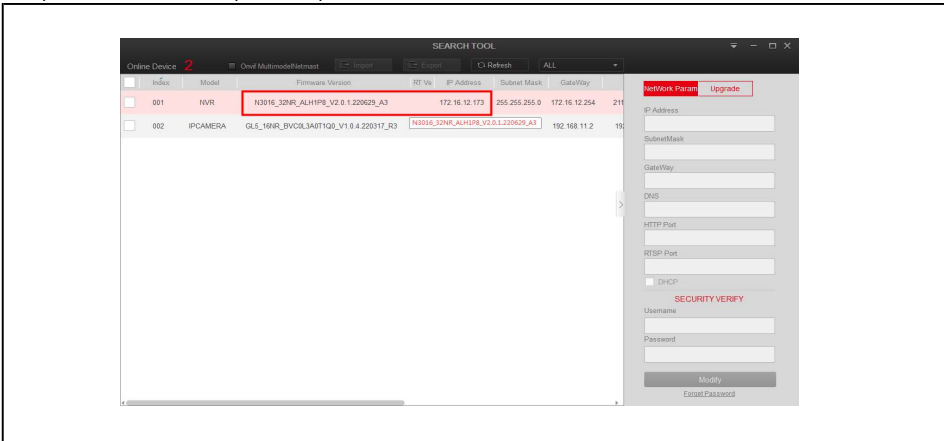 SEARCH TOOL
Online Device 2 Onvif MultimodelNetmast Import Export Refresh ALL
Index Model Firmware Version RT Ve IP Address Subnet Mask GateWay
001 NVR N3016_32NR_ALH1P8_V2.0.1.220629_A3 172.16.12.173 255.255.255.0 172.16.12.254 211
002 IPCAMERA GL5_16NR_BVC0L3A0T1Q0_V1.0.4.220317_R3 N3016_32NR_ALH1P8_V2.0.1.220629_A3 192.168.11.2 192
NetWork Param Upgrade
IP Address
SubnetMask
GateWay
DNS
HTTP Port
RTSP Port
DHCP
SECURITY VERIFY
Username
Password
Modify
Forget Password